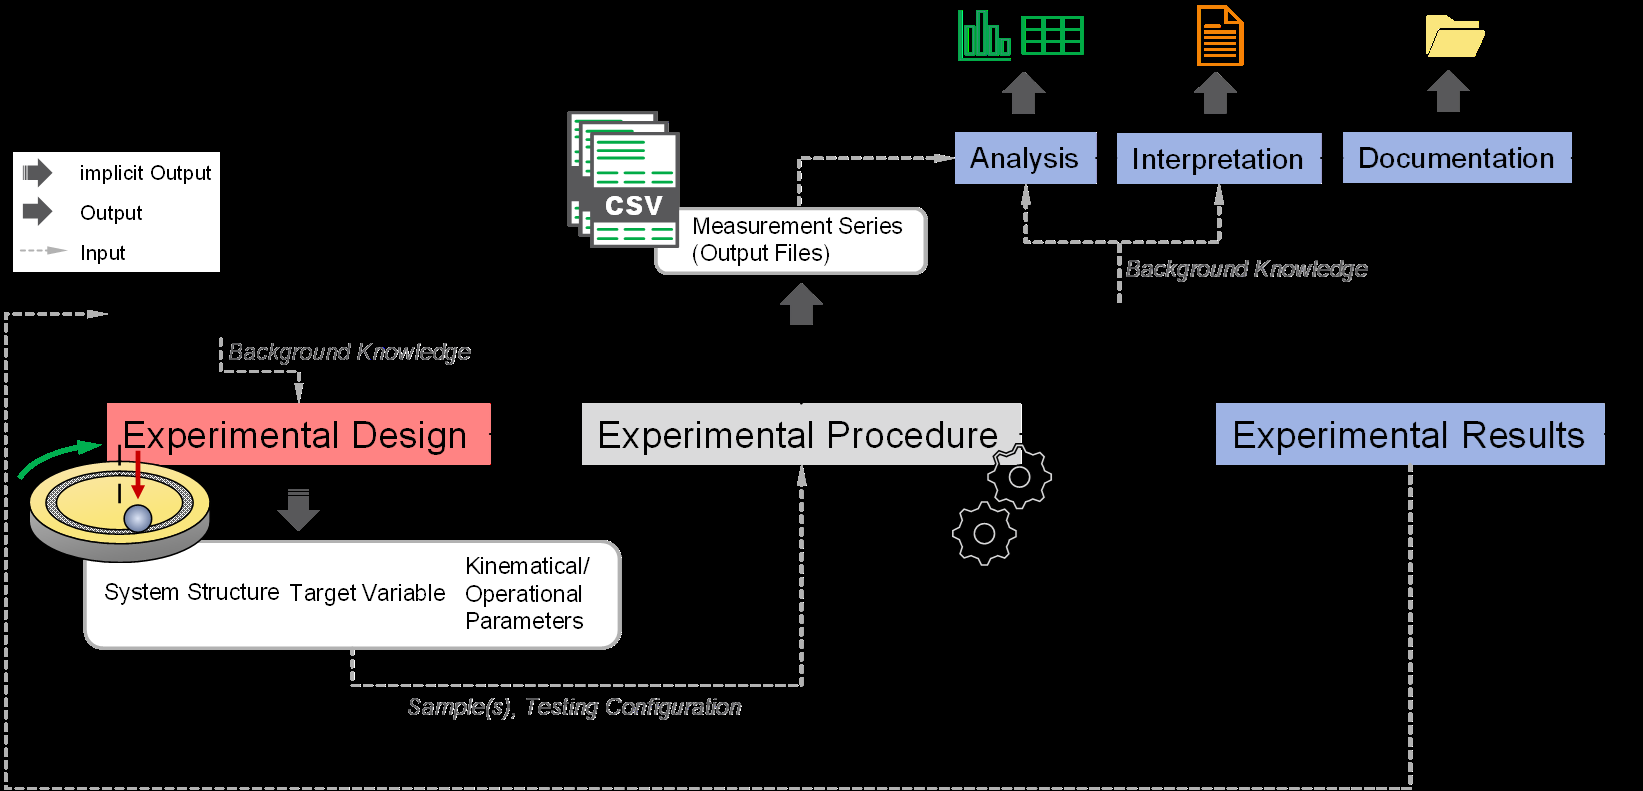 implicit Output
Output
Input
CSV
Measurement Series
(Output Files)
Analysis
Interpretation
Documentation
Background Knowledge
Background Knowledge
Experimental Design
Experimental Procedure
Experimental Results
System Structure
Target Variable
Kinematical/
Operational
Parameters
Sample(s), Testing Configuration